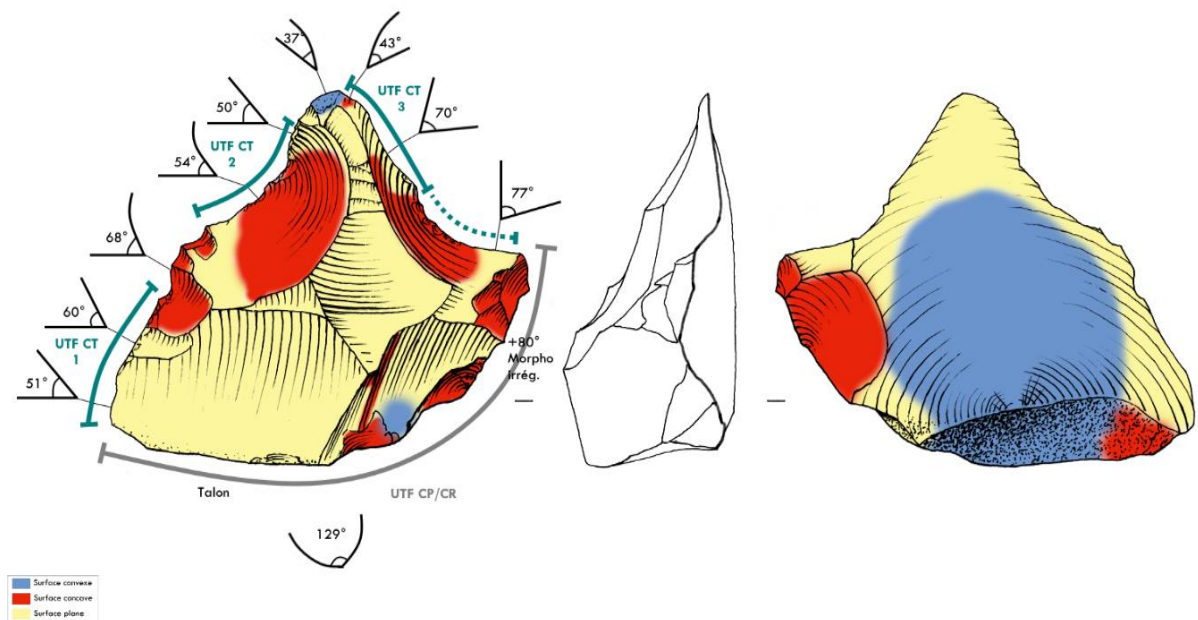 37°
43°
UTF CT
3
50°
70°
UTF CT
2
54°
77°
68°
60°
UTF CT
1
51°
+80°
Morpho
irrég.
Talon
UTF CP/CR
129°
Surface convexe
Surface concave
Surface plane